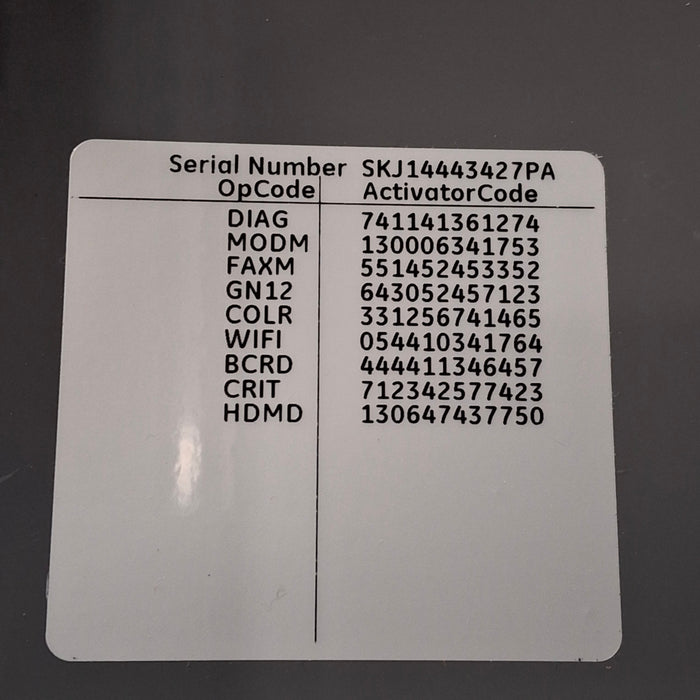 Serial Number SKJ14443427PA
OpCode ActivatorCode
DIAG 741141361274
MODM 130006341753
FAXM 551452453352
GN12 643052457123
COLR 331256741465
WIFI 054410341764
BCRD 444411346457
CRIT 712342577423
HDMD 130647437750